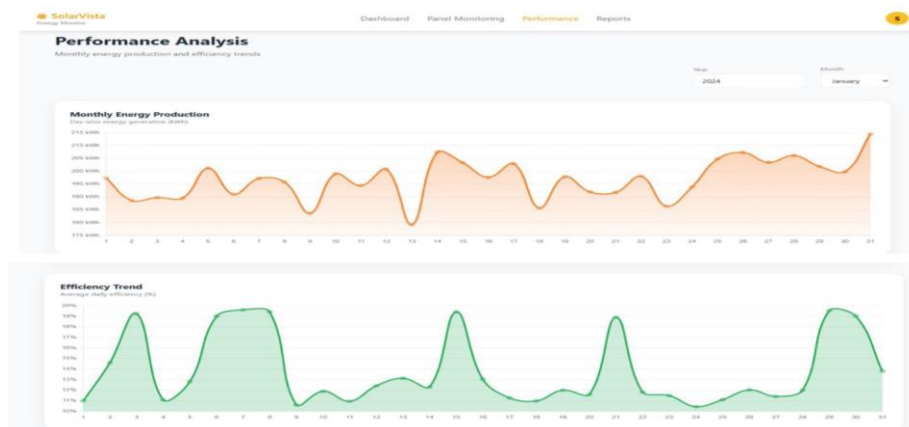 SolarVista
Energy Monitor
Dashboard Panel Monitoring Performance Reports
S
Performance Analysis
Monthly energy production and efficiency trends
Year Month
2024 January
Monthly Energy Production
Day-wise energy generation (kWh)
215 kWh
210 kWh
205 kWh
200 kWh
195 kWh
190 kWh
185 kWh
180 kWh
175 kWh
1 2 3 4 5 6 7 8 9 10 11 12 13 14 15 16 17 18 19 20 21 22 23 24 25 26 27 28 29 30 31
Efficiency Trend
Average daily efficiency (%)
20%
19%
18%
17%
16%
15%
14%
13%
12%
11%
10%
1 2 3 4 5 6 7 8 9 10 11 12 13 14 15 16 17 18 19 20 21 22 23 24 25 26 27 28 29 30 31